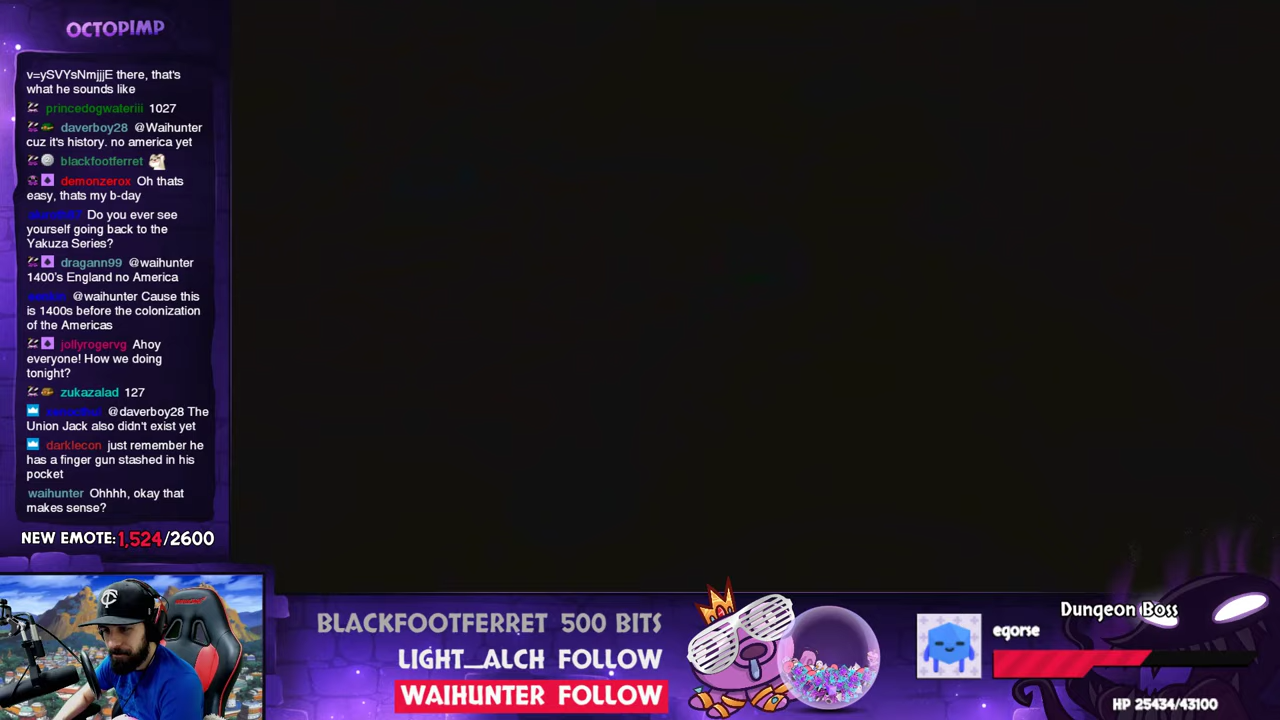 OCTOPIMP
v=ySVYsNmjjjE there, that's
what he sounds like
princedogwateriii 1027
daverboy28 @Waihunter
cuz it's history. no america yet
blackfootferret
demonzerox Oh thats
easy, thats my b-day
Do you ever see
yourself going back to the
Yakuza Series?
dragann99 @waihunter
1400's England no America
@waihunter Cause this
is 1400s before the colonization
of the Americas
jollyrogervg Ahoy
everyone! How we doing
tonight?
zukazalad 127
@daverboy28 The
Union Jack also didn't exist yet
darklecon just remember he
has a finger gun stashed in his
pocket
waihunter Ohhhh, okay that
makes sense?
NEW EMOTE: 1,524/2600
BLACKFOOTFERRET 500 BITS
LIGHT_ALCH FOLLOW
WAIHUNTER FOLLOW
Dungeon Boss
egorse
HP 25434/43100